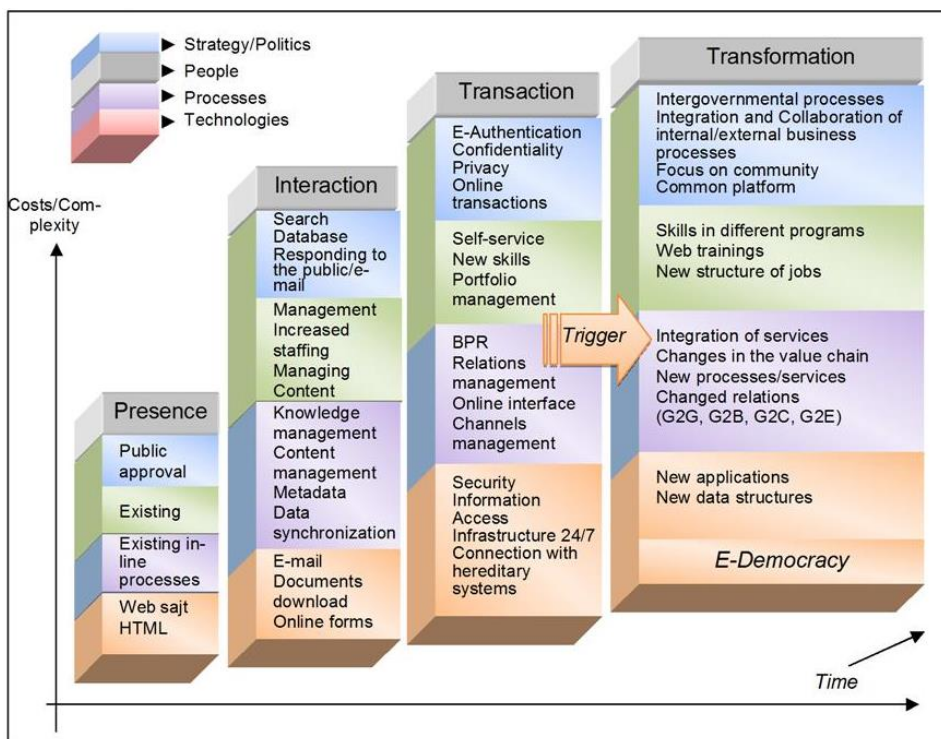 Strategy/Politics
People
Processes
Technologies
Costs/Com-
plexity
Presence
Public
approval
Existing
Existing in-
line processes
Web sajt
HTML
Interaction
Search
Database
Responding to
the public/e-
mail
Management
Increased
staffing
Managing
Content
Knowledge
management
Content
management
Metadata
Data
synchronization
E-mail
Documents
download
Online forms
Transaction
E-Authentication
Confidentiality
Privacy
Online
transactions
Self-service
New skills
Portfolio
management
BPR
Relations
management
Online interface
Channels
management
Security
Information
Access
Infrastructure 24/7
Connection with
hereditary
systems
Trigger
Transformation
Intergovernmental processes
Integration and Collaboration of
internal/external business
processes
Focus on community
Common platform
Skills in different programs
Web trainings
New structure of jobs
Integration of services
Changes in the value chain
New processes/services
Changed relations
(G2G, G2B, G2C, G2E)
New applications
New data structures
E-Democracy
Time